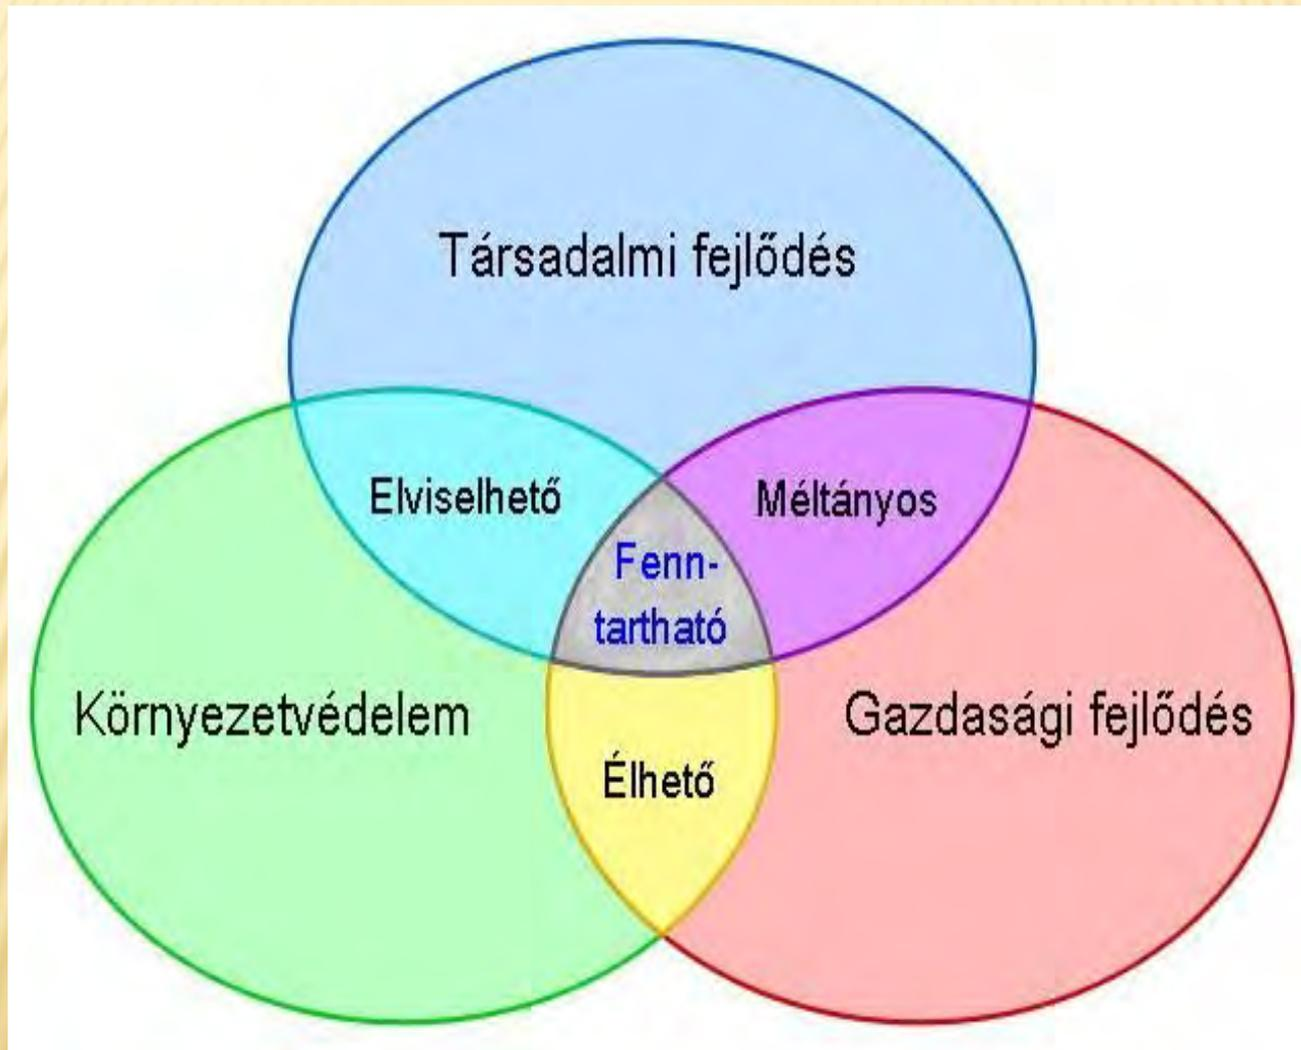 Társadalmi fejlődés
Elviselhető
Méltányos
Fenn-
tartható
Környezetvédelem
Gazdasági fejlődés
Élhető